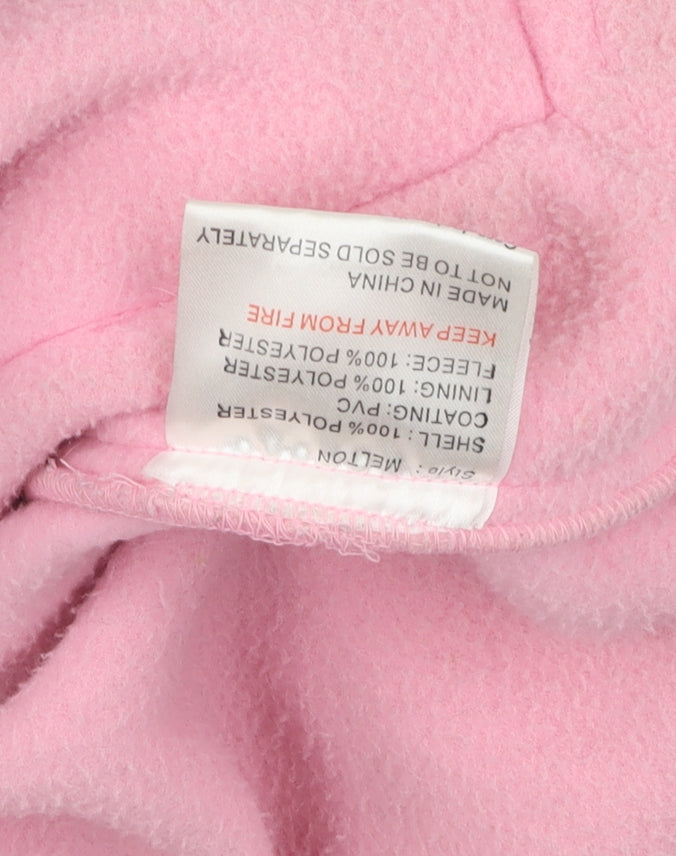 Style : MELTON
SHELL : 100% POLYESTER
COATING: PVC
LINING: 100% POLYESTER
FLEECE: 100% POLYESTER
KEEP AWAY FROM FIRE
MADE IN CHINA
NOT TO BE SOLD SEPARATELY